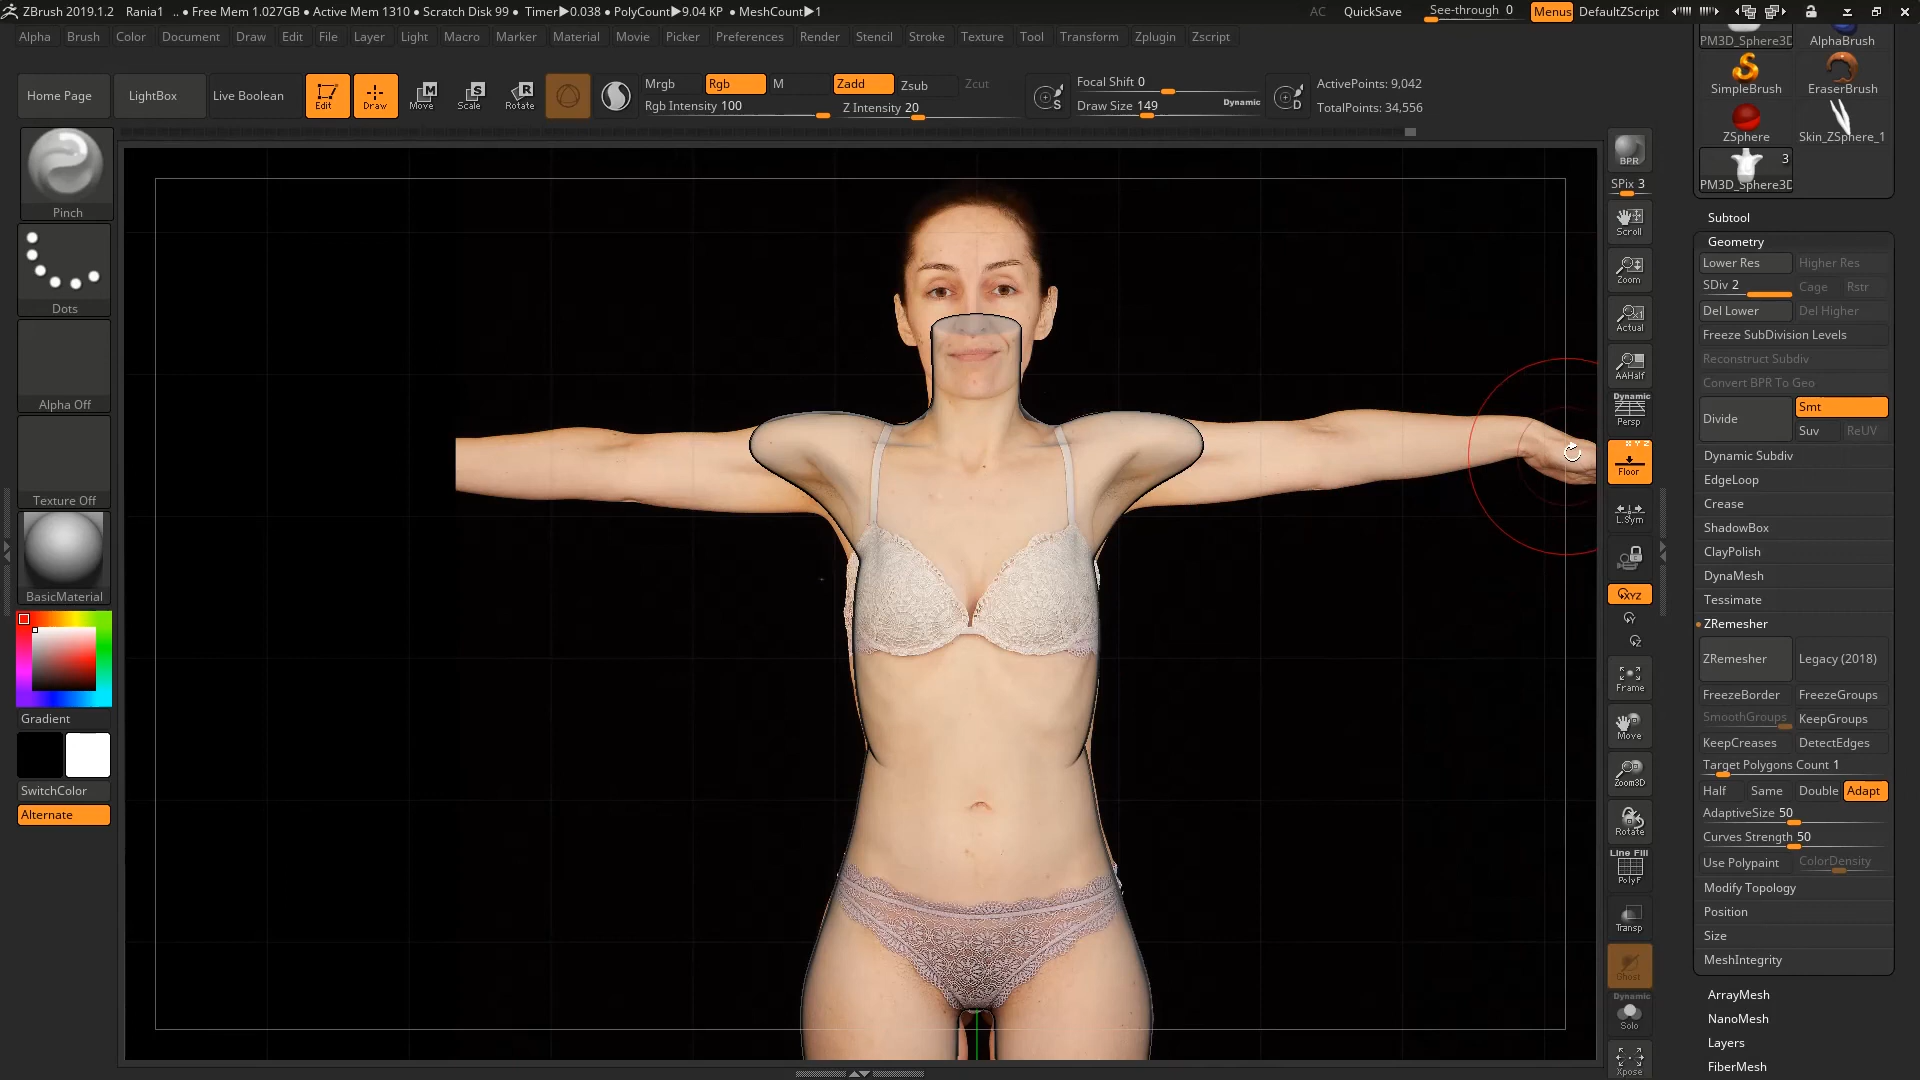 ZBrush 2019.1.2 Rania1 .. ● Free Mem 1.027GB ● Active Mem 1310 ● Scratch Disk 99 ● Timer▶0.038 ● PolyCount▶9.04 KP ● MeshCount▶1 AC QuickSave See-through 0 Menus DefaultZScript
Alpha Brush Color Document Draw Edit File Layer Light Macro Marker Material Movie Picker Preferences Render Stencil Stroke Texture Tool Transform Zplugin Zscript
Home Page LightBox Live Boolean Edit Draw Move Scale Rotate
M S R
Mrgb Rgb M Zadd Zsub Zcut
Rgb Intensity 100 Z Intensity 20
S Focal Shift 0
Draw Size 149 Dynamic D
ActivePoints: 9,042
TotalPoints: 34,556
Pinch
Dots
Alpha Off
Texture Off
BasicMaterial
Gradient
SwitchColor
Alternate
BPR
SPix 3
Scroll
Zoom
Actual
AAHalf
Dynamic
Persp
X Y Z
Floor
L.Sym
XYZ
Y
Z
Frame
Move
Zoom3D
Rotate
Line Fill
PolyF
Transp
Ghost
Dynamic
Solo
Xpose
PM3D_Sphere3D AlphaBrush
SimpleBrush EraserBrush
ZSphere Skin_ZSphere_1
3
PM3D_Sphere3D
Subtool
Geometry
Lower Res Higher Res
SDiv 2 Cage Rstr
Del Lower Del Higher
Freeze SubDivision Levels
Reconstruct Subdiv
Convert BPR To Geo
Divide Smt
Suv ReUV
Dynamic Subdiv
EdgeLoop
Crease
ShadowBox
ClayPolish
DynaMesh
Tessimate
ZRemesher
ZRemesher Legacy (2018)
FreezeBorder FreezeGroups
SmoothGroups KeepGroups
KeepCreases DetectEdges
Target Polygons Count 1
Half Same Double Adapt
AdaptiveSize 50
Curves Strength 50
Use Polypaint ColorDensity
Modify Topology
Position
Size
MeshIntegrity
ArrayMesh
NanoMesh
Layers
FiberMesh